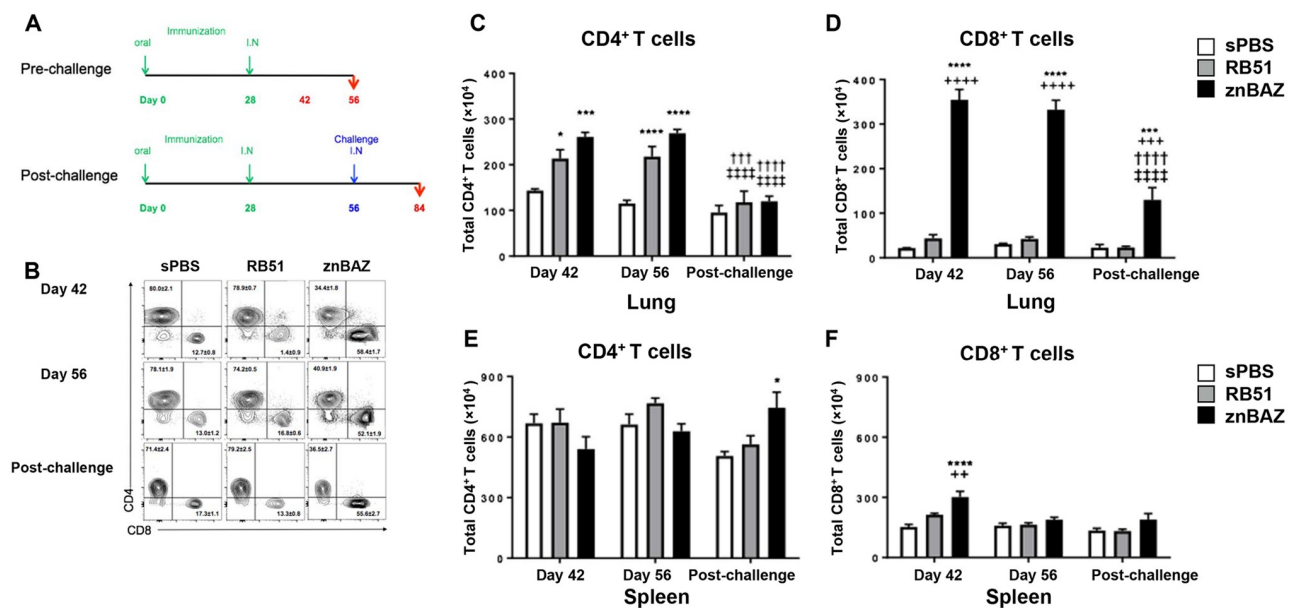 A
Immunization
oral
I.N
Pre-challenge
Day 0
28
42
56
Immunization
Challenge
oral
I.N
I.N
Post-challenge
Day 0
28
56
84
B
sPBS
RB51
znBAZ
Day 42
80.0±2.1
78.9±0.7
34.4±1.8
12.7±0.8
1.4±0.9
58.4±1.7
Day 56
78.1±1.9
74.2±0.5
40.9±1.9
13.0±1.2
16.8±0.6
52.1±1.9
Post-challenge
71.4±2.4
79.2±2.5
36.5±2.7
17.3±1.1
13.3±0.8
55.6±2.7
CD4
CD8
C
CD4⁺ T cells
Total CD4⁺ T cells (×10⁴)
400
300
200
100
0
*
***
****
****
†††
‡‡‡‡
††††
‡‡‡‡
Day 42
Day 56
Post-challenge
Lung
D
CD8⁺ T cells
Total CD8⁺ T cells (×10⁴)
400
300
200
100
0
****
++++
****
++++
***
+++
††††
‡‡‡‡
Day 42
Day 56
Post-challenge
Lung
sPBS
RB51
znBAZ
E
CD4⁺ T cells
Total CD4⁺ T cells (×10⁴)
900
600
300
0
*
Day 42
Day 56
Post-challenge
Spleen
F
CD8⁺ T cells
Total CD8⁺ T cells (×10⁴)
900
600
300
0
****
++
Day 42
Day 56
Post-challenge
Spleen
sPBS
RB51
znBAZ